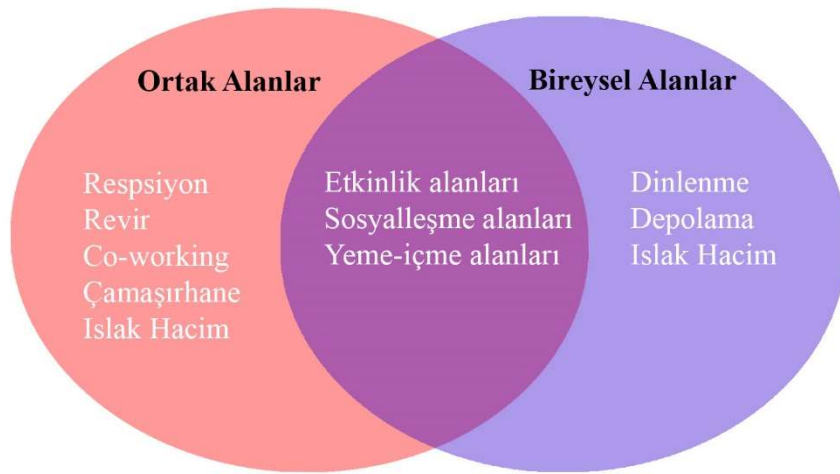 Ortak Alanlar
Respsiyon
Revir
Co-working
Çamaşırhane
Islak Hacim
Etkinlik alanları
Sosyalleşme alanları
Yeme-içme alanları
Bireysel Alanlar
Dinlenme
Depolama
Islak Hacim